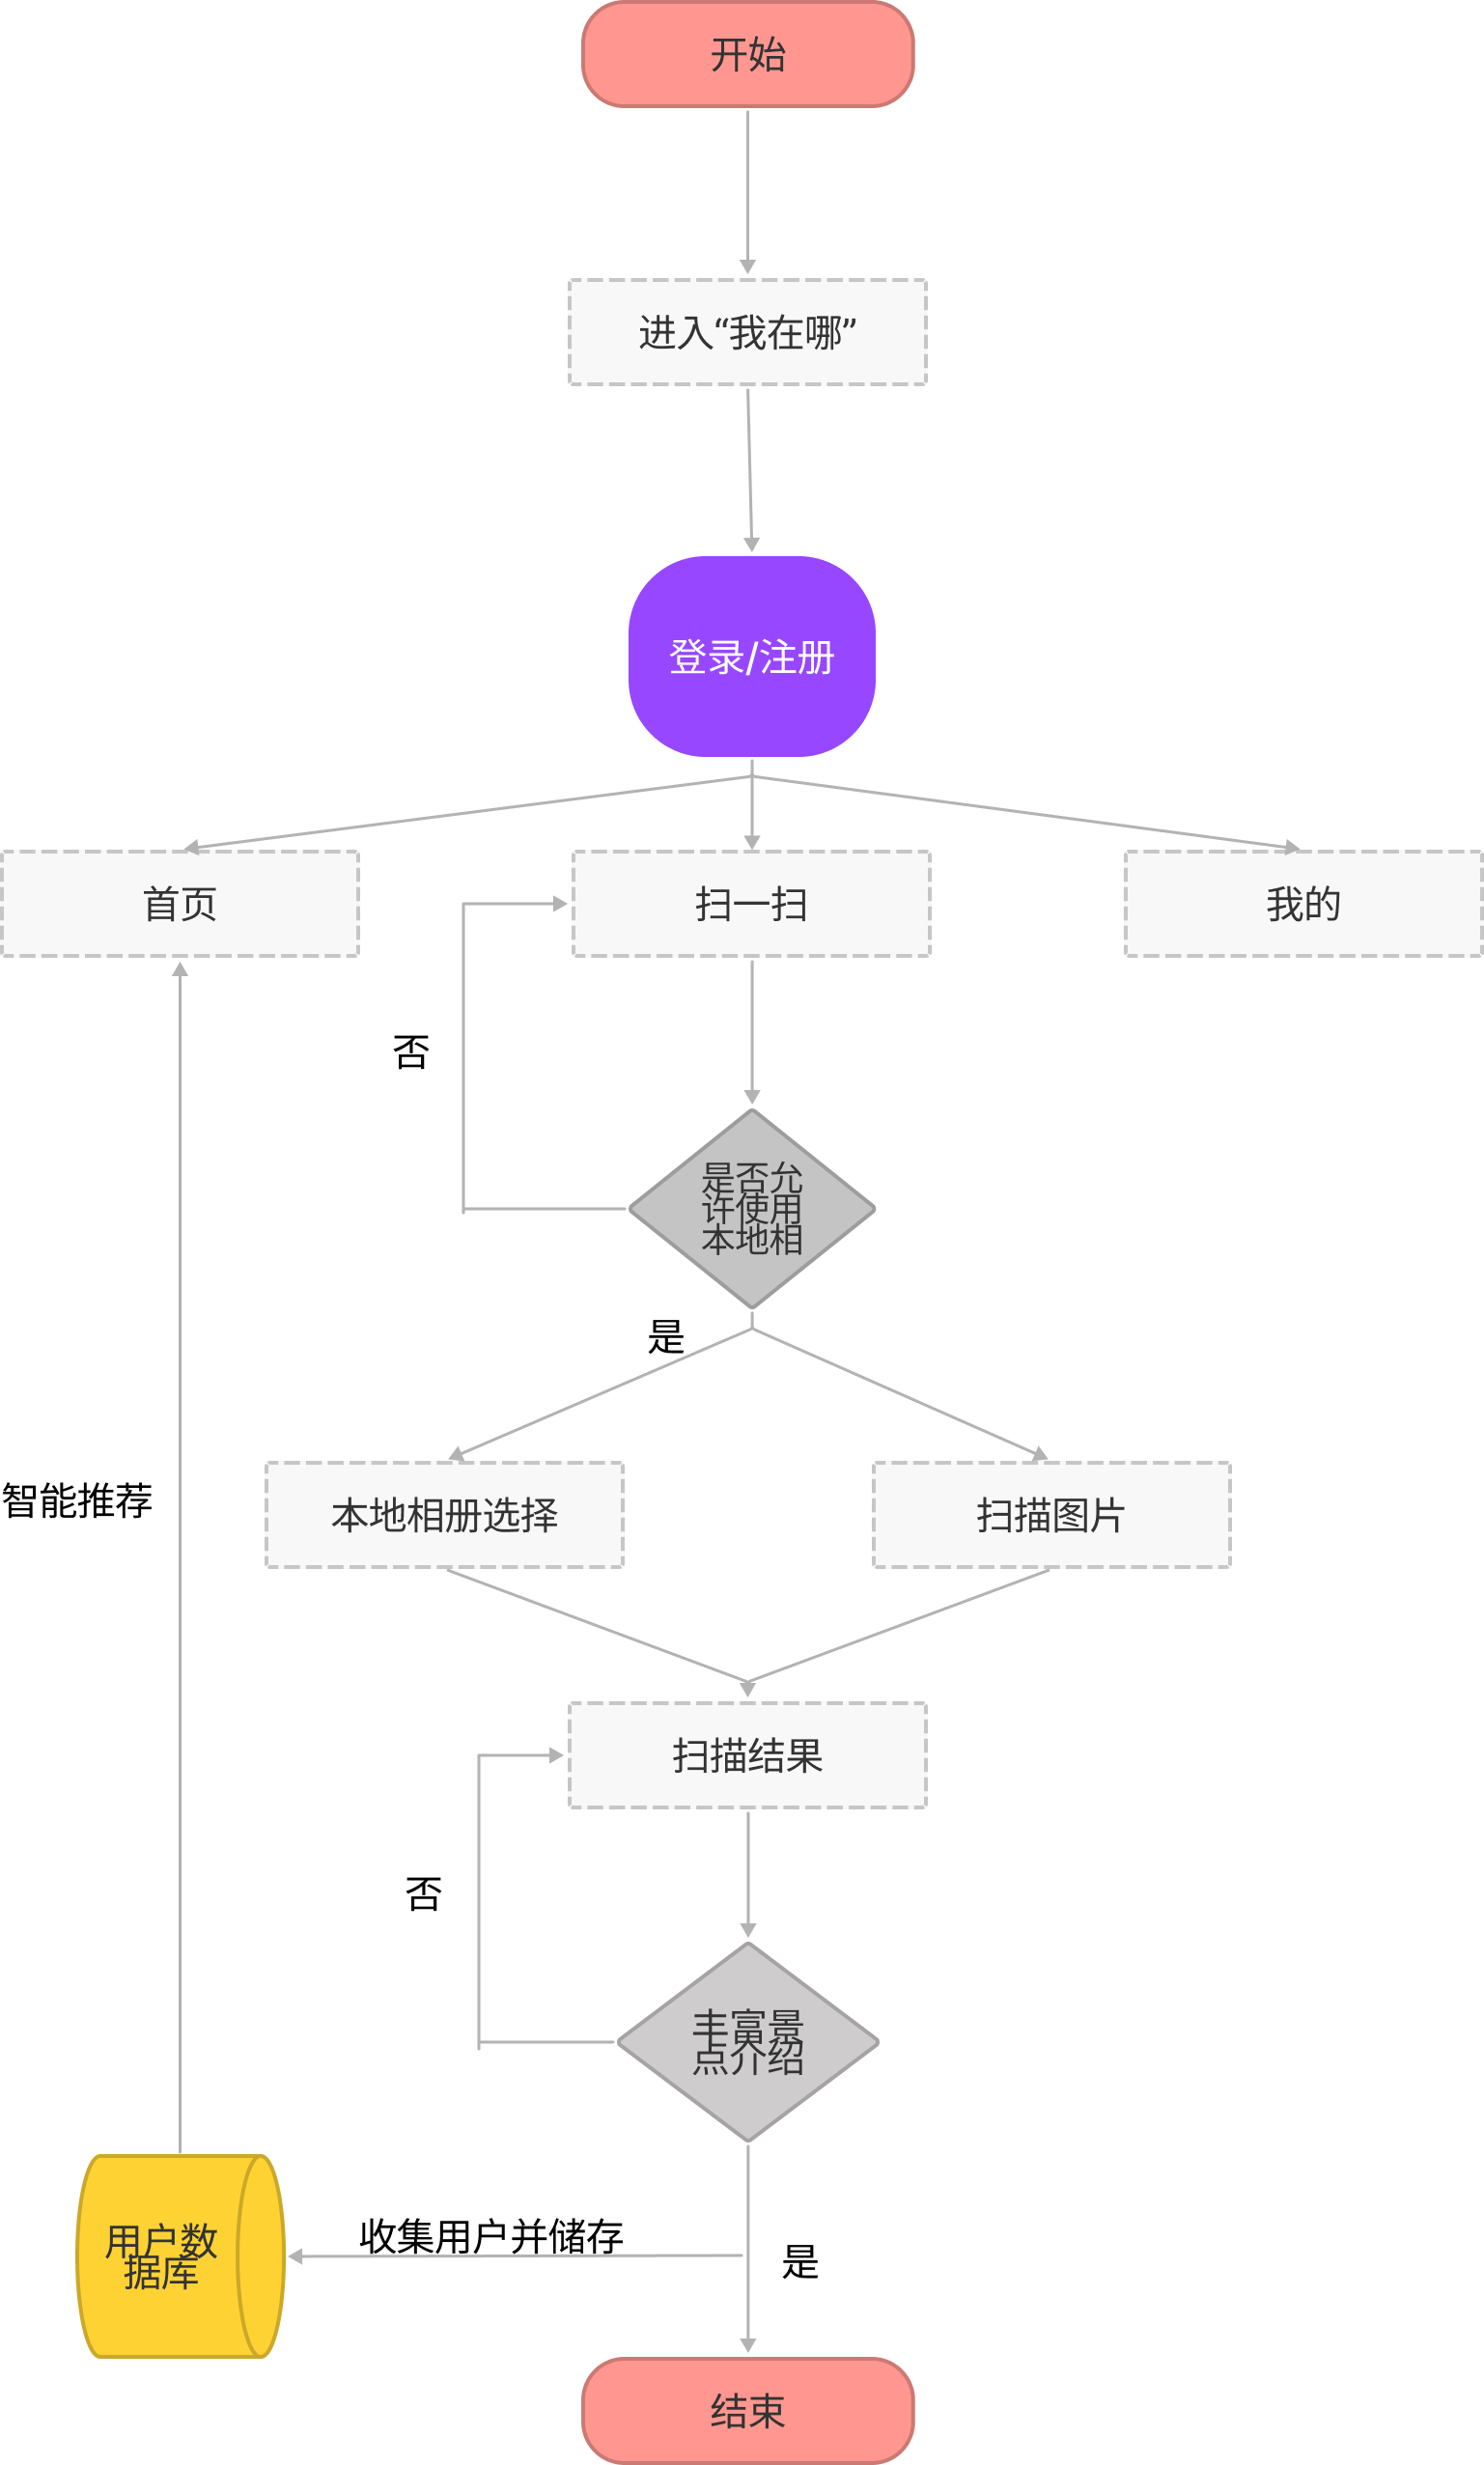 开始
进入“我在哪”
登录/注册
首页
扫一扫
我的
否
是否允
许使用
本地相
是
智能推荐
本地相册选择
扫描图片
扫描结果
否
丰富景
点介绍
用户数
据库
收集用户并储存
是
结束